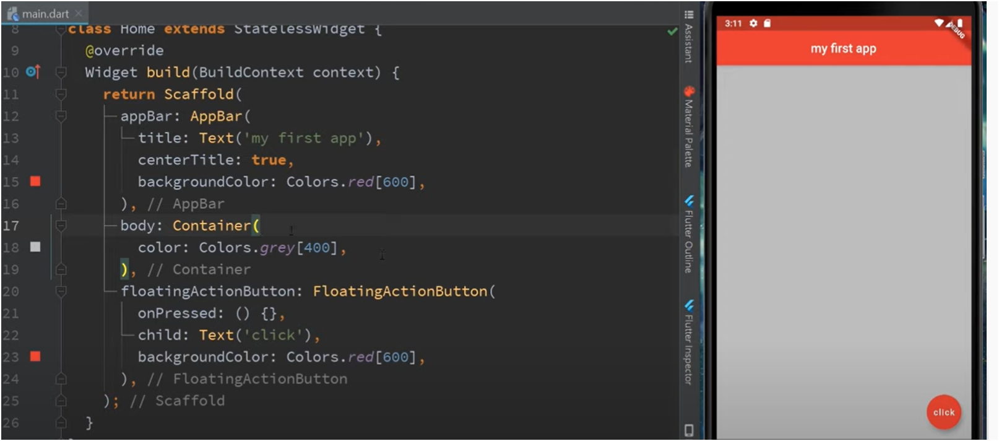 main.dart
8 class Home extends StatelessWidget {
9 @override
10 Widget build(BuildContext context) {
11 return Scaffold(
12 appBar: AppBar(
13 title: Text('my first app'),
14 centerTitle: true,
15 backgroundColor: Colors.red[600],
16 ), // AppBar
17 body: Container(
18 color: Colors.grey[400],
19 ), // Container
20 floatingActionButton: FloatingActionButton(
21 onPressed: () {},
22 child: Text('click'),
23 backgroundColor: Colors.red[600],
24 ), // FloatingActionButton
25 ); // Scaffold
26 }
Assistant
Material Palette
Flutter Outline
Flutter Inspector
3:11
DEBUG
my first app
click